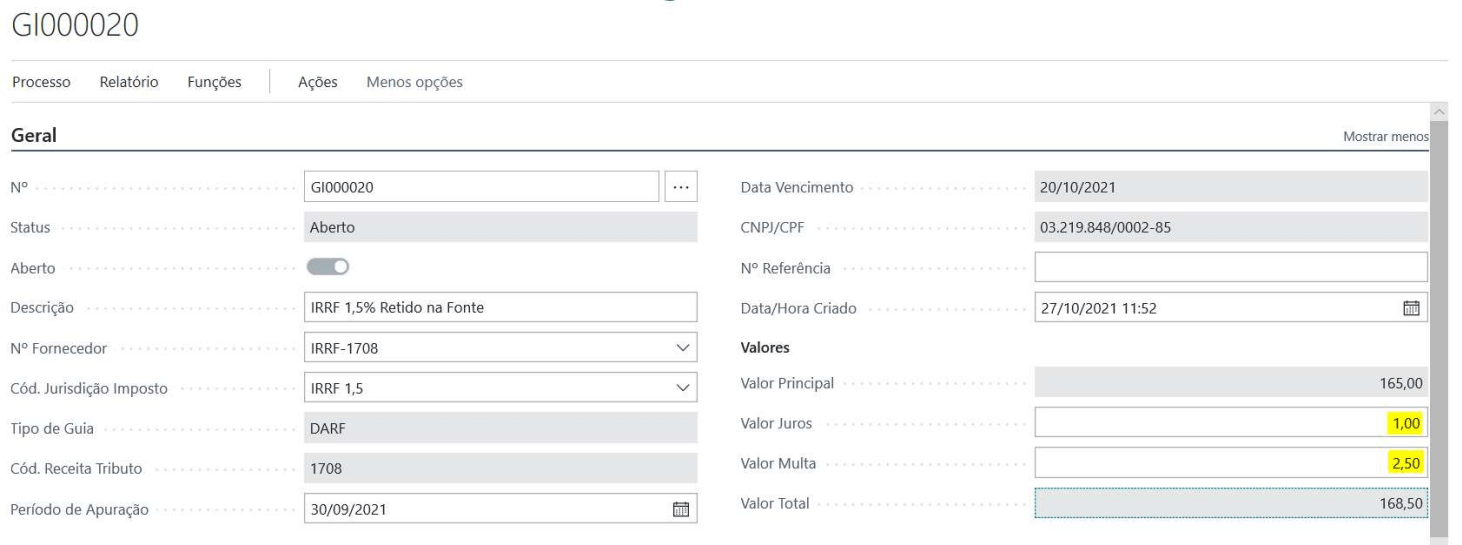 GI000020
Processo Relatório Funções Ações Menos opções
Geral Mostrar menos
Nº GI000020 ...
Status Aberto
Aberto
Descrição IRRF 1,5% Retido na Fonte
Nº Fornecedor IRRF-1708
Cód. Jurisdição Imposto IRRF 1,5
Tipo de Guia DARF
Cód. Receita Tributo 1708
Período de Apuração 30/09/2021
Data Vencimento 20/10/2021
CNPJ/CPF 03.219.848/0002-85
Nº Referência
Data/Hora Criado 27/10/2021 11:52
Valores
Valor Principal 165,00
Valor Juros 1,00
Valor Multa 2,50
Valor Total 168,50